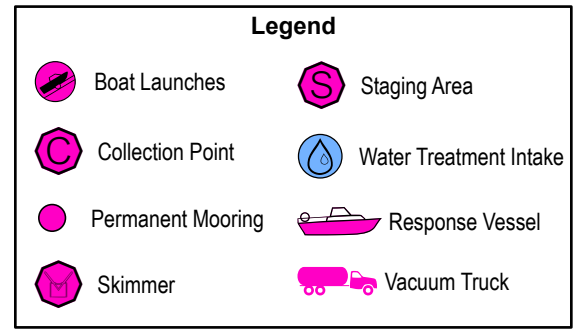 Legend
Boat Launches
S
Staging Area
C
Collection Point
Water Treatment Intake
Permanent Mooring
Response Vessel
Skimmer
Vacuum Truck